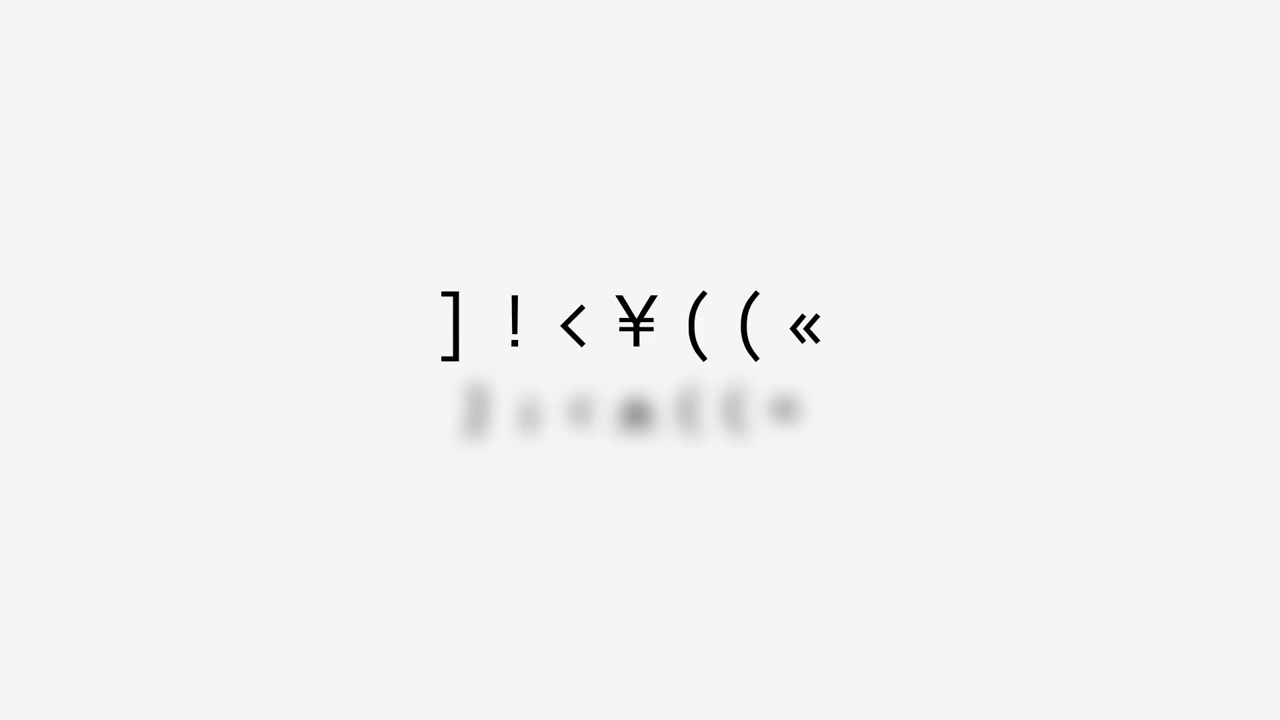 ] ! < ¥ ( ( «